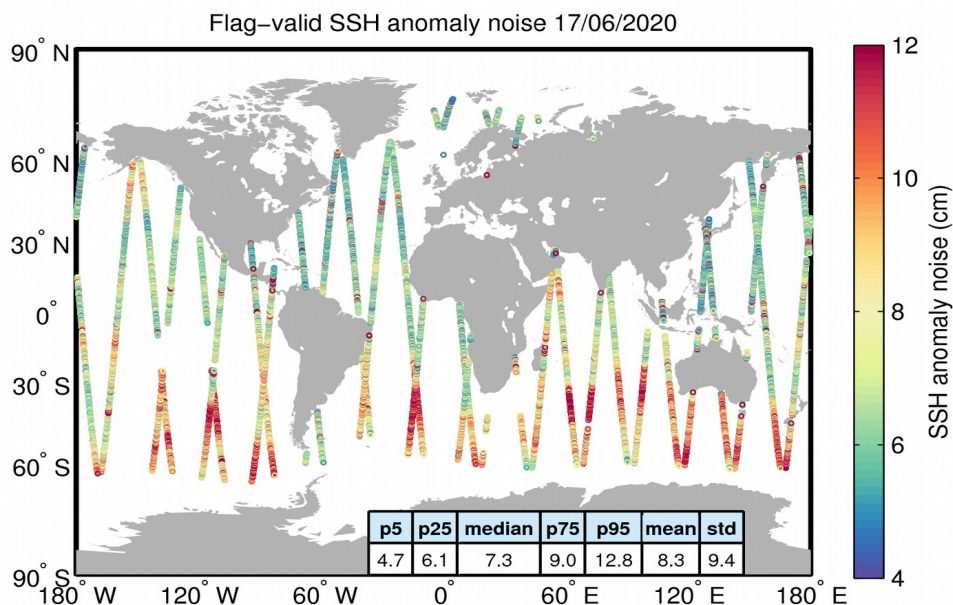 Flag−valid SSH anomaly noise 17/06/2020
90° N
60° N
30° N
0°
30° S
60° S
90° S
180° W 120° W 60° W 0° 60° E 120° E 180° E
p5 p25 median p75 p95 mean std
4.7 6.1 7.3 9.0 12.8 8.3 9.4
12
10
8
6
4
SSH anomaly noise (cm)